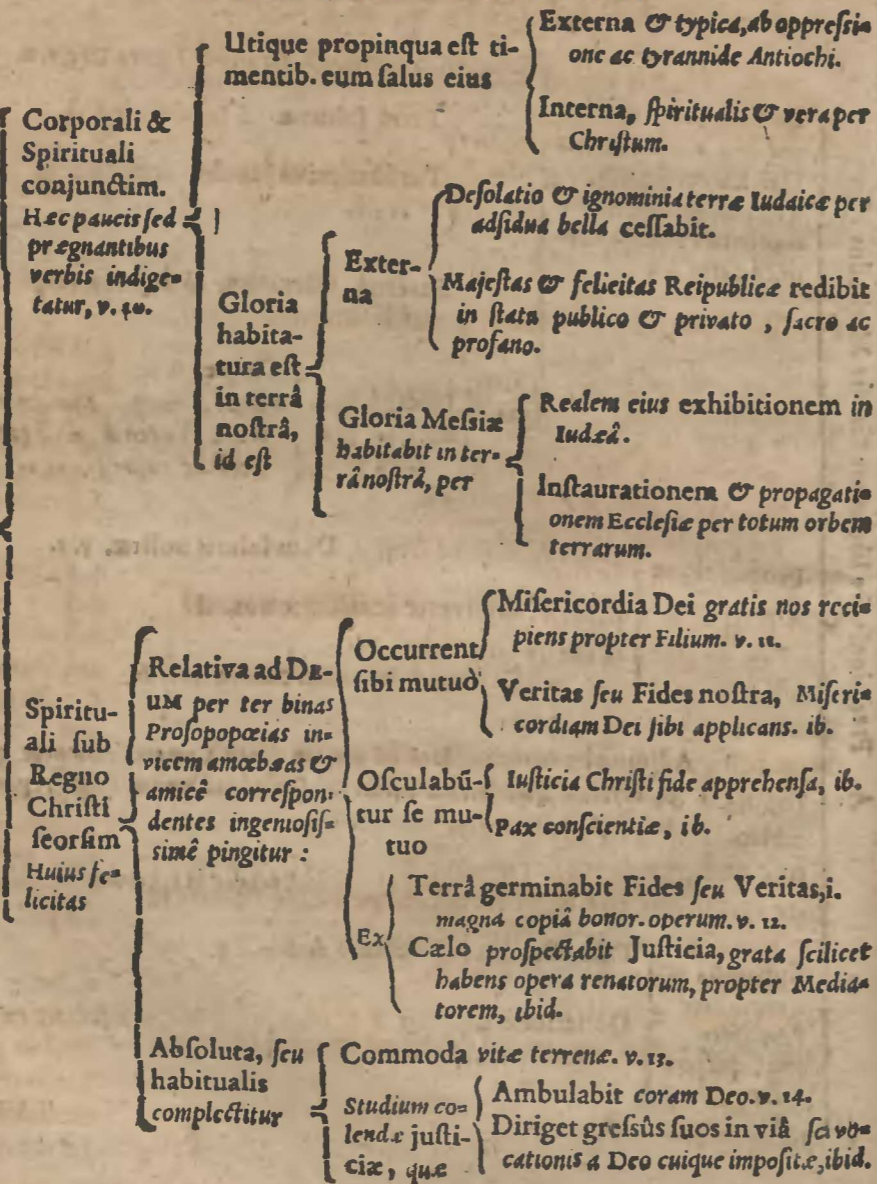 Corporali &
Spirituali
conjunctim.
Hæc paucis sed
prægnantibus
verbis indige-
tatur, v. 10.
Utique propinqua est ti-
mentib. eum salus eius
Externa & typica, ab oppressi-
one ac tyrannide Antiochi.
Interna, spiritualis & vera per
Christum.
Gloria
habita-
tura est
in terrâ
nostrâ,
id est
Exter-
na
Desolatio & ignominia terræ Iudaicæ per
adsidua bella cessabit.
Majestas & felicitas Reipublicæ redibit
in statu publico & privato, sacro ac
profano.
Gloria Messiæ
habitabit in ter-
râ nostrâ, per
Realem eius exhibitionem in
Iudæâ.
Instaurationem & propagati-
onem Ecclesiæ per totum orbem
terrarum.
Spiritu-
ali sub
Regno
Christi
seorsim
Huius fe-
licitas
Relativa ad DE-
UM per ter binas
Prosopopœias in-
vicem amœbæas &
amicè correspon-
dentes ingeniosis-
simè pingitur :
Occurrent
sibi mutuò
Misericordia Dei gratis nos reci-
piens propter Filium. v. 11.
Veritas seu Fides nostra, Miseri-
cordiam Dei sibi applicans. ib.
Osculabū-
tur se mu-
tuo
Iusticia Christi fide apprehensa, ib.
Pax conscientiæ, ib.
Ex
Terrâ germinabit Fides seu Veritas, i.
magna copiâ bonor. operum. v. 12.
Cælo prospectabit Justicia, grata scilicet
habens opera renatorum, propter Media-
torem, ibid.
Absoluta, seu
habitualis
complectitur
Commoda vitæ terrenæ. v. 13.
Studium co-
lendæ justi-
ciæ, quæ
Ambulabit coram Deo. v. 14.
Diriget gressûs suos in viâ sci vo-
cationis a Deo cuique impositæ, ibid.